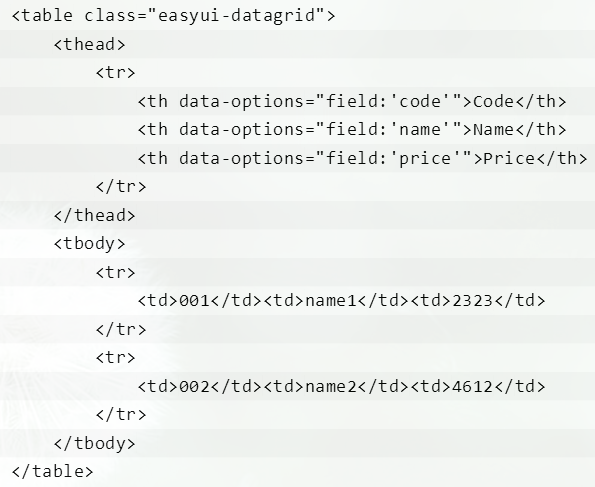 <table class="easyui-datagrid">
    <thead>
        <tr>
            <th data-options="field:'code'">Code</th>
            <th data-options="field:'name'">Name</th>
            <th data-options="field:'price'">Price</th>
        </tr>
    </thead>
    <tbody>
        <tr>
            <td>001</td><td>name1</td><td>2323</td>
        </tr>
        <tr>
            <td>002</td><td>name2</td><td>4612</td>
        </tr>
    </tbody>
</table>